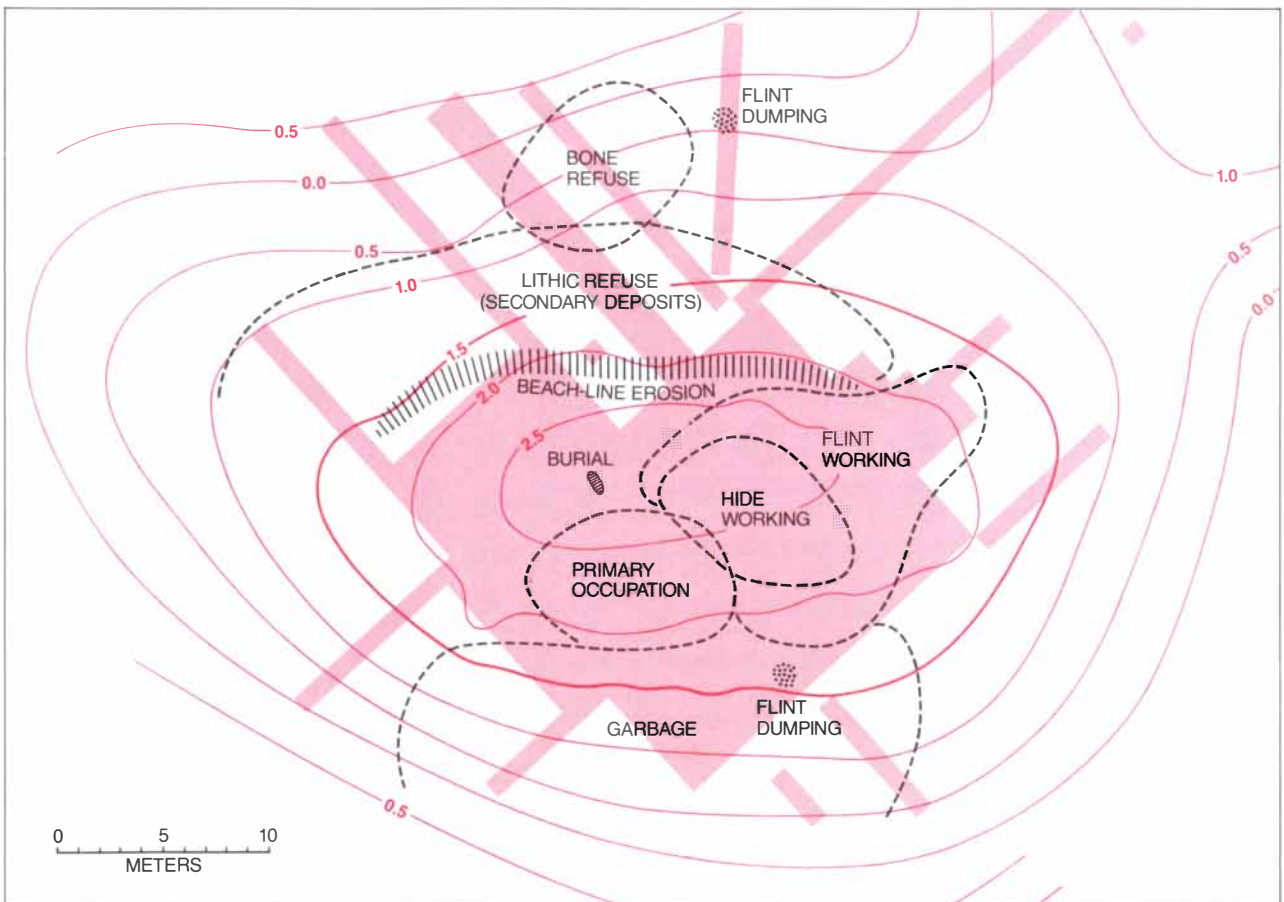 FLINT
DUMPING
0.5
BONE
REFUSE
0.0
1.0
0.5
0.5
1.0
LITHIC REFUSE
(SECONDARY DEPOSITS)
0.0
1.5
BEACH-LINE EROSION
2.0
2.5
FLINT
WORKING
BURIAL
HIDE
WORKING
PRIMARY
OCCUPATION
GARBAGE
FLINT
DUMPING
0.5
0 5 10
METERS